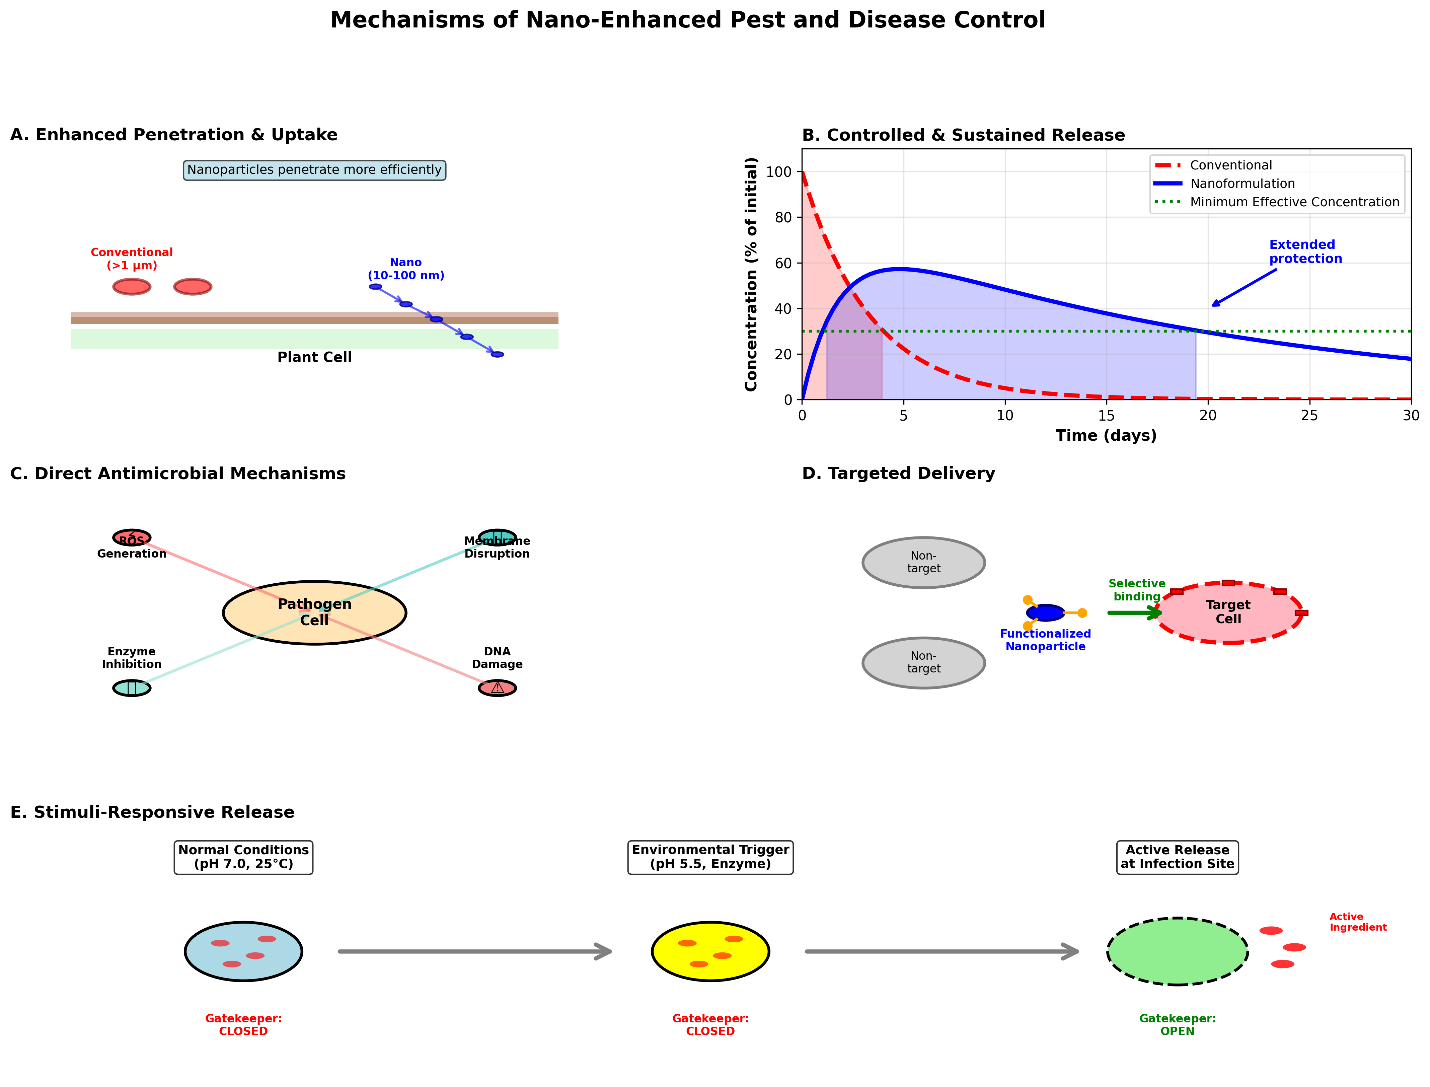 Mechanisms of Nano-Enhanced Pest and Disease Control
A. Enhanced Penetration & Uptake
Nanoparticles penetrate more efficiently
Conventional
(>1 μm)
Nano
(10-100 nm)
Plant Cell
B. Controlled & Sustained Release
Concentration (% of initial)
100
80
60
40
20
0
Conventional
Nanoformulation
Minimum Effective Concentration
Extended
protection
0 5 10 15 20 25 30
Time (days)
C. Direct Antimicrobial Mechanisms
ROS
Generation
Membrane
Disruption
Pathogen
Cell
Enzyme
Inhibition
DNA
Damage
D. Targeted Delivery
Non-
target
Non-
target
Functionalized
Nanoparticle
Selective
binding
Target
Cell
E. Stimuli-Responsive Release
Normal Conditions
(pH 7.0, 25°C)
Gatekeeper:
CLOSED
Environmental Trigger
(pH 5.5, Enzyme)
Gatekeeper:
CLOSED
Active Release
at Infection Site
Active
Ingredient
Gatekeeper:
OPEN